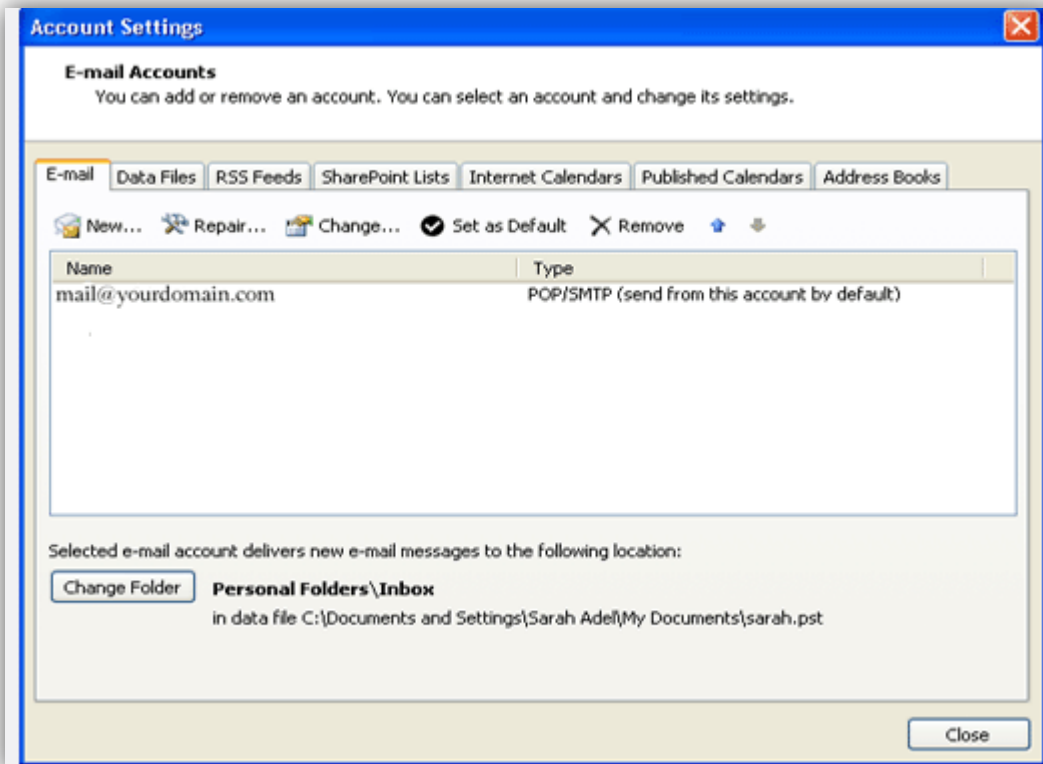 Account Settings
E-mail Accounts
You can add or remove an account. You can select an account and change its settings.
E-mail Data Files RSS Feeds SharePoint Lists Internet Calendars Published Calendars Address Books
New... Repair... Change... Set as Default Remove
Name Type
mail@yourdomain.com POP/SMTP (send from this account by default)
Selected e-mail account delivers new e-mail messages to the following location:
Change Folder Personal Folders\Inbox
in data file C:\Documents and Settings\Sarah Adel\My Documents\sarah.pst
Close